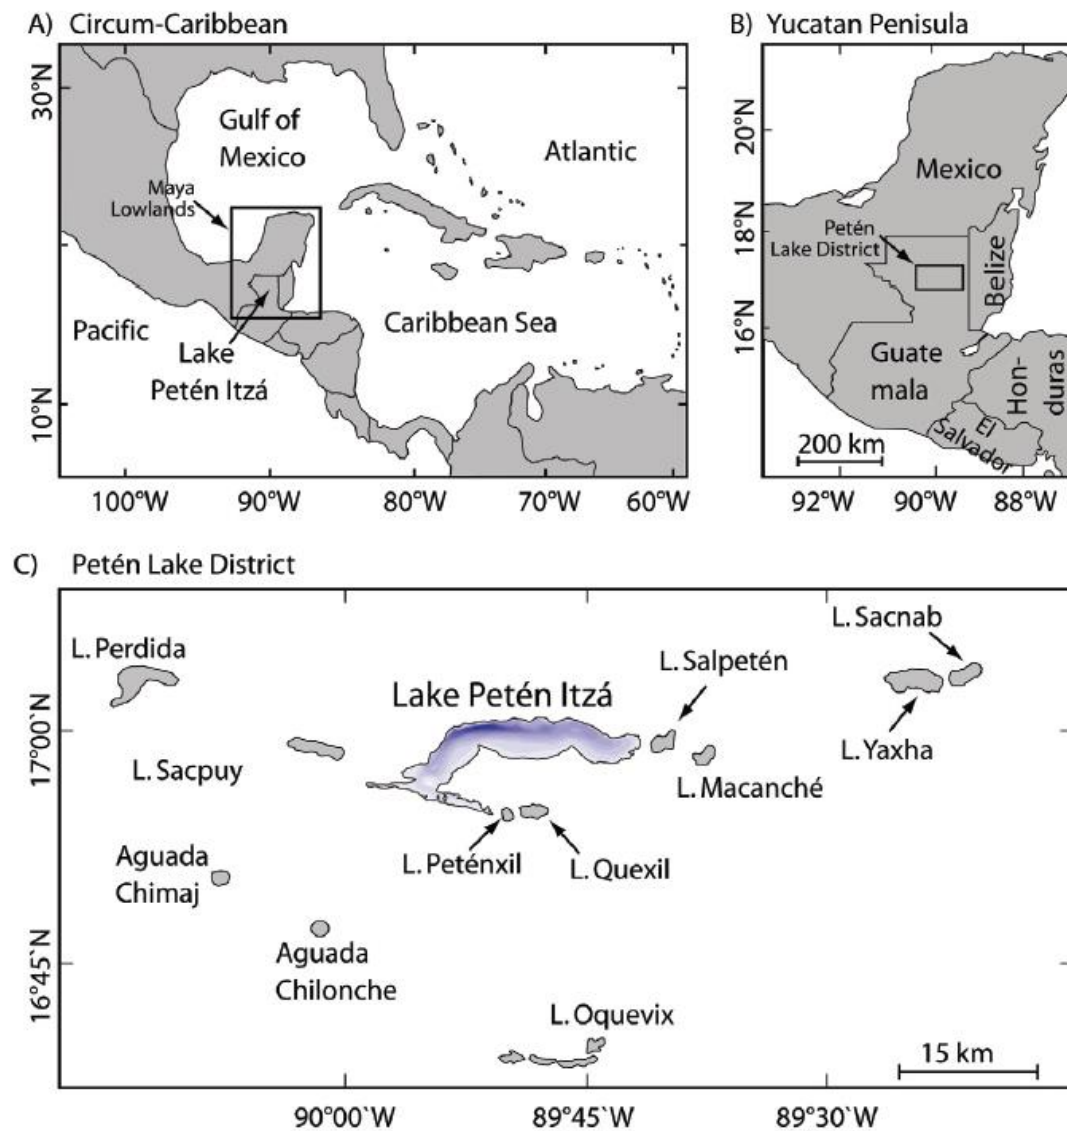 A) Circum-Caribbean
30°N
10°N
Gulf of
Mexico
Atlantic
Maya
Lowlands
Pacific
Lake
Petén Itzá
Caribbean Sea
100°W
90°W
80°W
70°W
60°W
B) Yucatan Penisula
20°N
18°N
16°N
Mexico
Petén
Lake District
Belize
Guate
mala
Hon-
duras
El
Salvador
200 km
92°W
90°W
88°W
C) Petén Lake District
L. Sacnab
L. Perdida
L. Salpetén
Lake Petén Itzá
17°00`N
L. Yaxha
L. Sacpuy
L. Macanché
L. Peténxil
L. Quexil
Aguada
Chimaj
16°45`N
Aguada
Chilonche
L. Oquevix
15 km
90°00`W
89°45`W
89°30`W